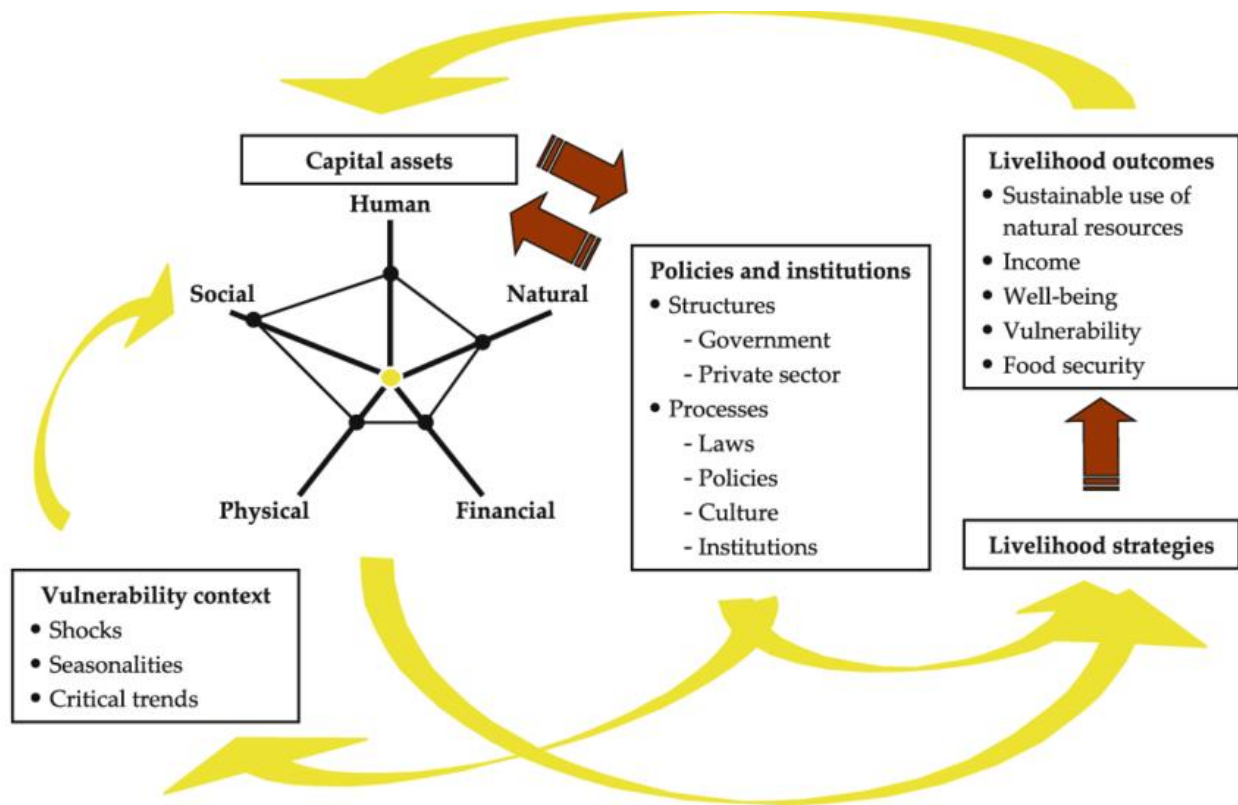 Capital assets
Human
Social
Natural
Physical
Financial
Vulnerability context
• Shocks
• Seasonalities
• Critical trends
Policies and institutions
• Structures
- Government
- Private sector
• Processes
- Laws
- Policies
- Culture
- Institutions
Livelihood outcomes
• Sustainable use of
natural resources
• Income
• Well-being
• Vulnerability
• Food security
Livelihood strategies